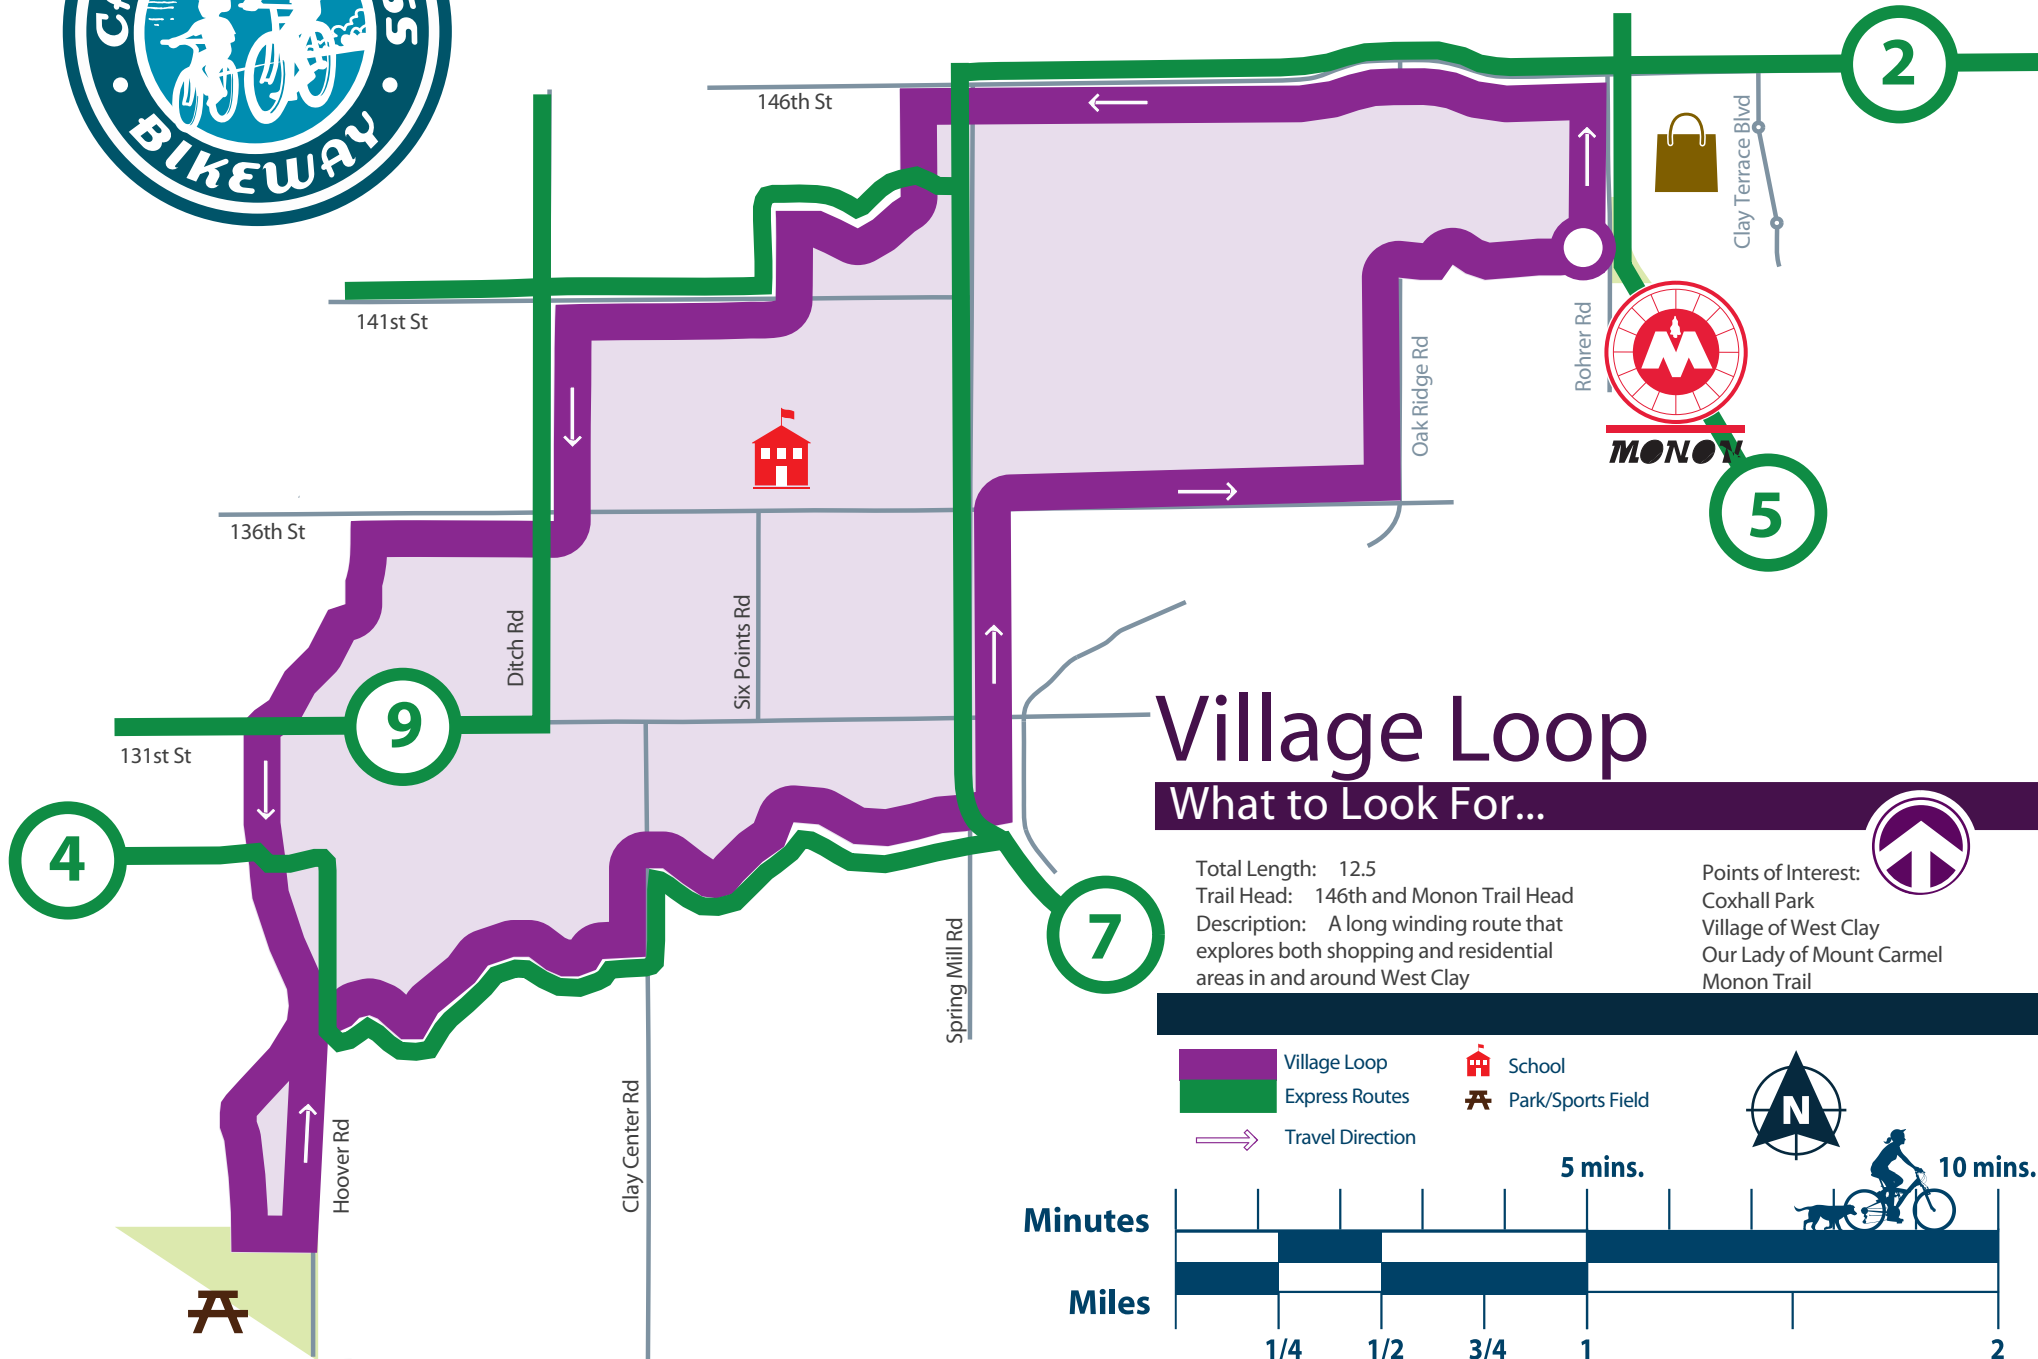 BIKEWAY
146th St
2
Clay Terrace Blvd
141st St
Rohrer Rd
Oak Ridge Rd
MONON
5
136th St
Ditch Rd
Six Points Rd
9
131st St
4
7
Spring Mill Rd
Hoover Rd
Clay Center Rd
Village Loop
What to Look For...
Total Length: 12.5
Trail Head: 146th and Monon Trail Head
Description: A long winding route that
explores both shopping and residential
areas in and around West Clay
Points of Interest:
Coxhall Park
Village of West Clay
Our Lady of Mount Carmel
Monon Trail
Village Loop
Express Routes
Travel Direction
School
Park/Sports Field
N
5 mins.
10 mins.
Minutes
Miles
1/4
1/2
3/4
1
2